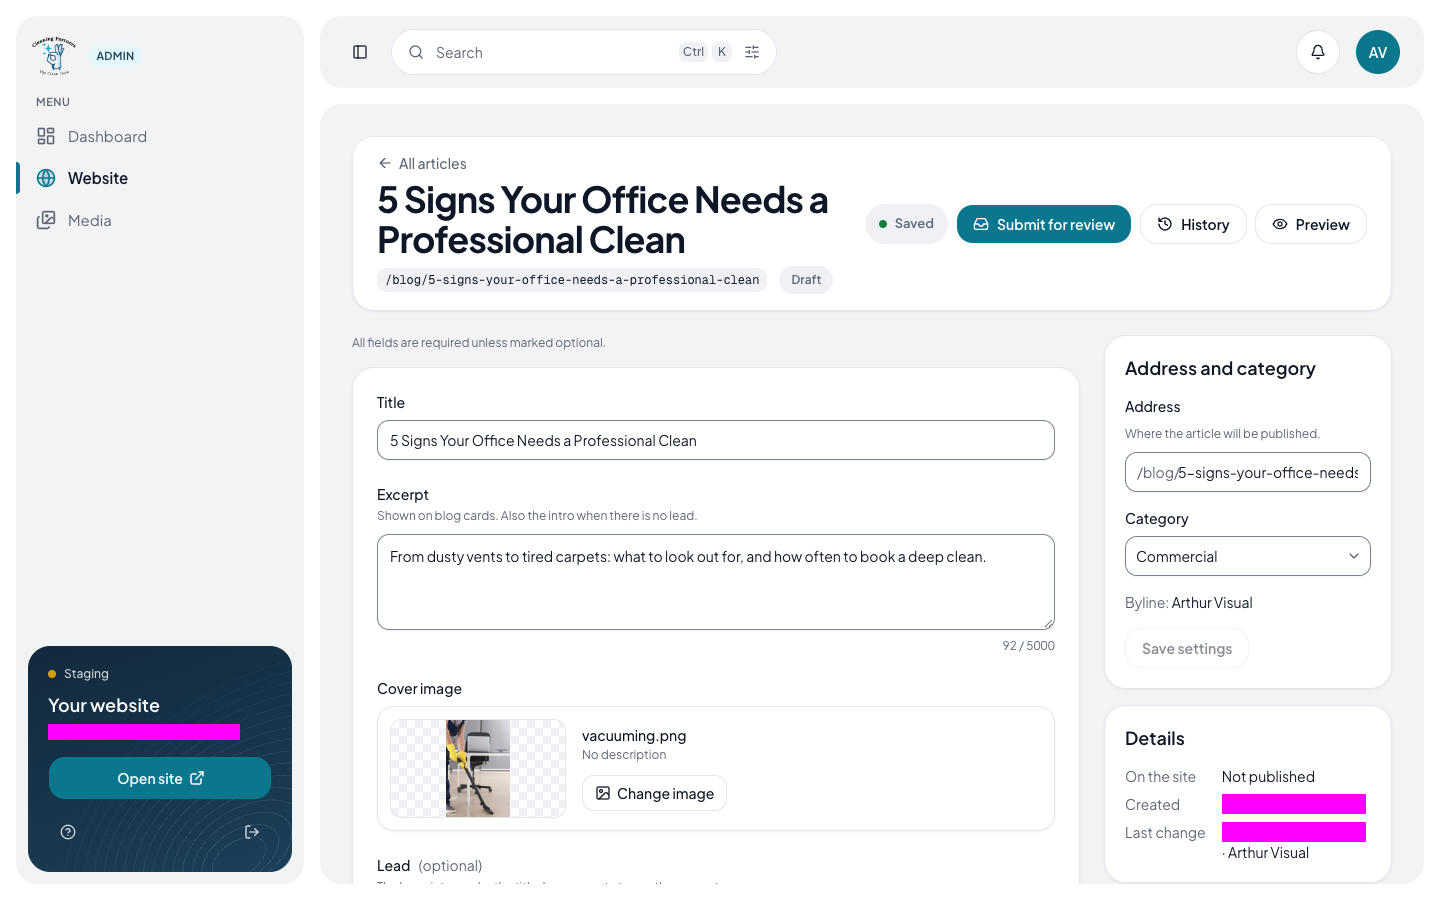 Cleaning Partners
ADMIN
MENU
Dashboard
Website
Media
Staging
Your website
Open site
Search
Ctrl
K
AV
All articles
5 Signs Your Office Needs a
Professional Clean
/blog/5-signs-your-office-needs-a-professional-clean
Draft
Saved
Submit for review
History
Preview
All fields are required unless marked optional.
Title
5 Signs Your Office Needs a Professional Clean
Excerpt
Shown on blog cards. Also the intro when there is no lead.
From dusty vents to tired carpets: what to look out for, and how often to book a deep clean.
92 / 5000
Cover image
vacuuming.png
No description
Change image
Lead (optional)
Address and category
Address
Where the article will be published.
/blog/5-signs-your-office-needs
Category
Commercial
Byline: Arthur Visual
Save settings
Details
On the site Not published
Created
Last change
· Arthur Visual